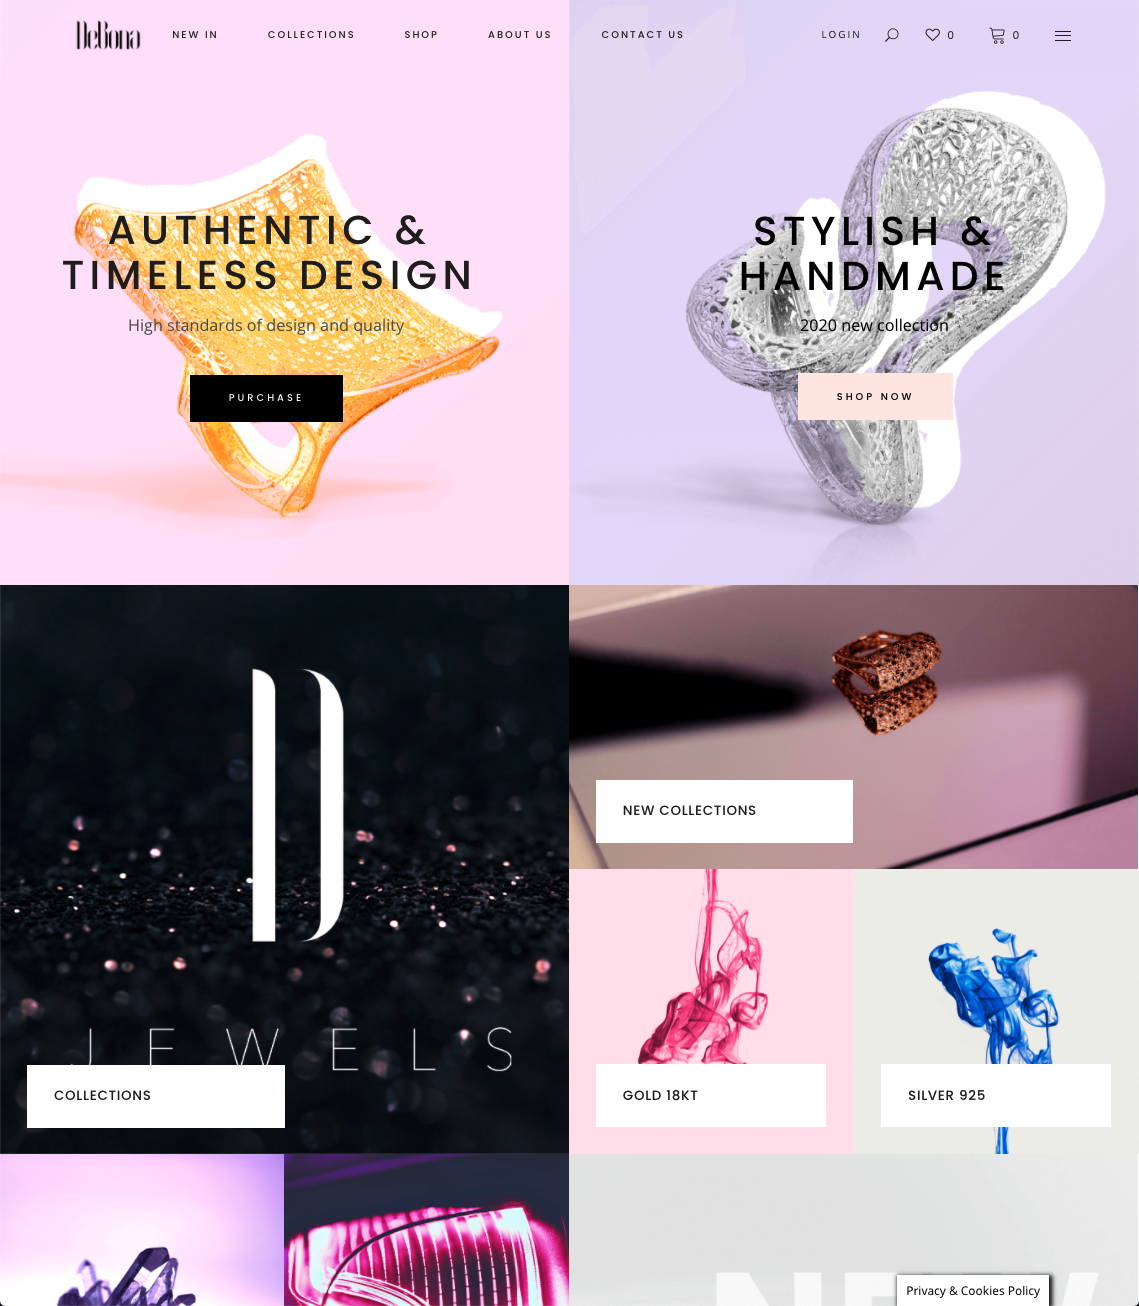 DeBona
NEW IN
COLLECTIONS
SHOP
ABOUT US
CONTACT US
LOGIN
0
0
AUTHENTIC &
TIMELESS DESIGN
High standards of design and quality
PURCHASE
STYLISH &
HANDMADE
2020 new collection
SHOP NOW
D
JEWELS
COLLECTIONS
NEW COLLECTIONS
GOLD 18KT
SILVER 925
NEW
Privacy & Cookies Policy